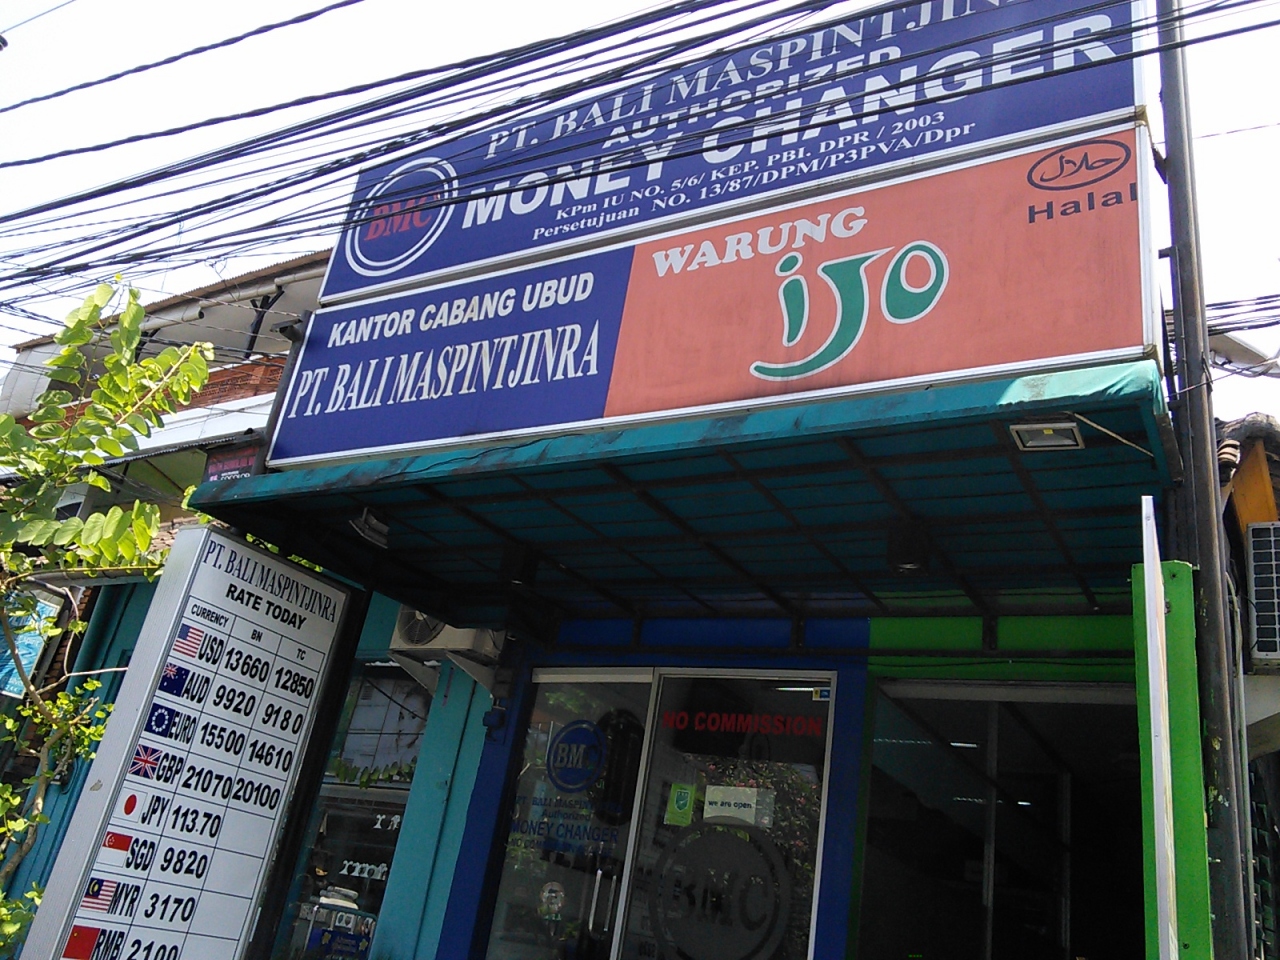 PT. BALI MASPINTJIN
AUTHORIZED
MONEY CHANGER
BMC
KPm IU NO. 5/6/ KEP. PBI. DPR / 2003
Persetujuan NO. 13/87/DPM/P3PVA/Dpr
KANTOR CABANG UBUD
PT. BALI MASPINTJINRA
WARUNG
ijo
حلال
Halal
PT. BALI MASPINTJINRA
RATE TODAY
CURRENCY BN TC
USD 13660 12850
AUD 9920 9180
EURO 15500 14610
GBP 21070 20100
JPY 113.70
SGD 9820
MYR 3170
RMB 2100
NO COMMISSION
BMC
PT. BALI MASPINT
Authorized
MONEY CHANGER
we are open
BMC